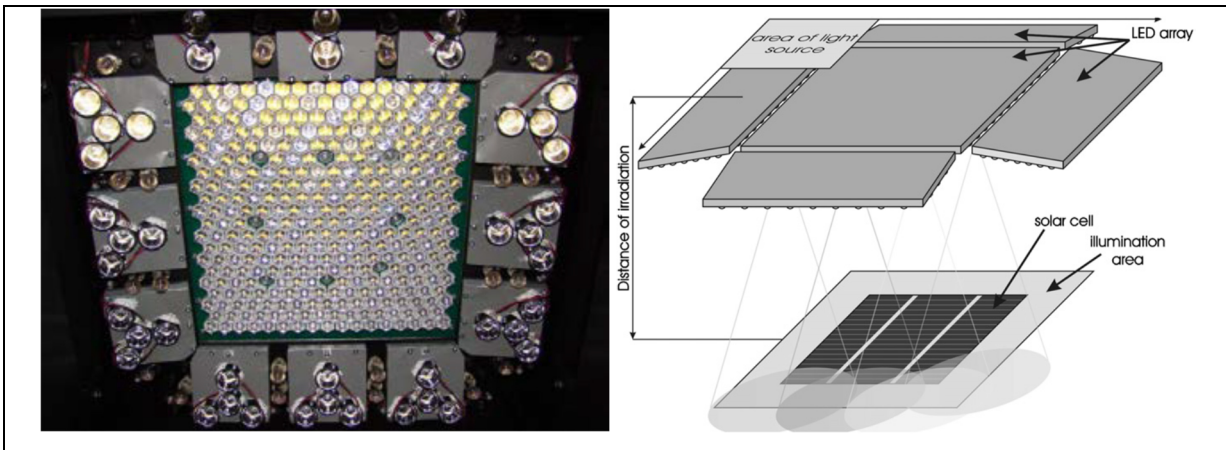 area of light
source
LED array
Distance of irradiation
solar cell
illumination
area